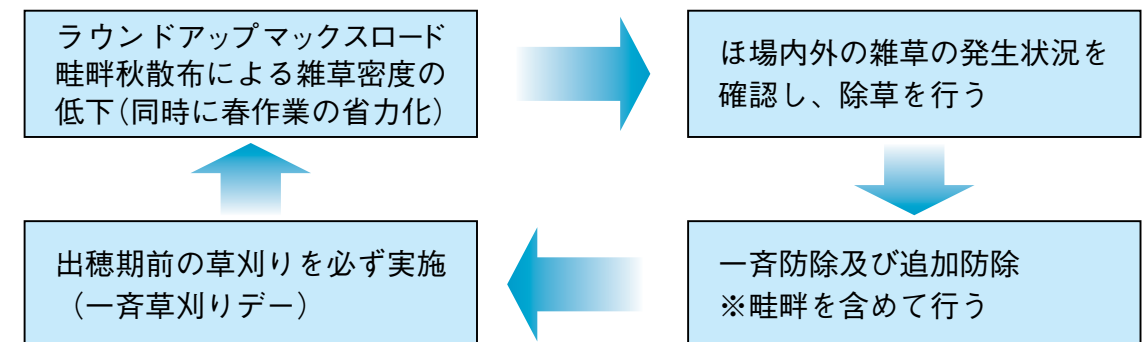 ラウンドアップマックスロード
畦畔秋散布による雑草密度の
低下(同時に春作業の省力化)
ほ場内外の雑草の発生状況を
確認し、除草を行う
一斉防除及び追加防除
※畦畔を含めて行う
出穂期前の草刈りを必ず実施
(一斉草刈りデー)